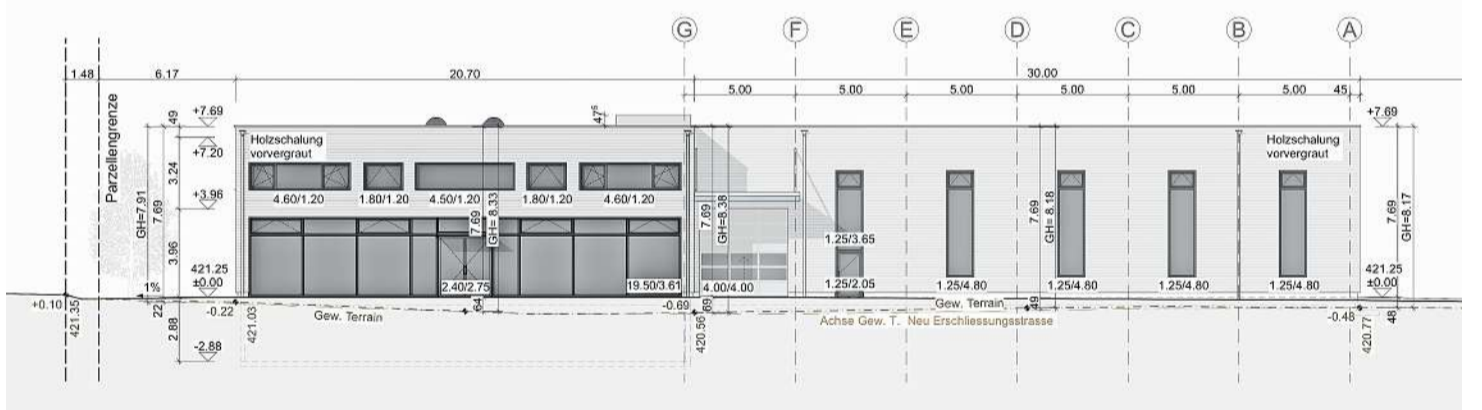 G F E D C B A
1.48 6.17 20.70 30.00
5.00 5.00 5.00 5.00 5.00 5.00 45
Parzellengrenze
49
+7.69
47⁵
+7.69
Holzschalung
vorvergraut
Holzschalung
vorvergraut
+7.20
3.24
+3.96
4.60/1.20 1.80/1.20 4.50/1.20 1.80/1.20 4.60/1.20
GH=7.91
7.69
7.69
GH= 8.33
7.69
GH=8.38
7.69
GH= 8.18
7.69
GH=8.17
3.96
1.25/3.65
421.25
±0.00
421.25
±0.00
1%
2.40/2.75 19.50/3.61 4.00/4.00 1.25/2.05 1.25/4.80 1.25/4.80 1.25/4.80 1.25/4.80
+0.10
421.35
22
-0.22
421.03
Gew. Terrain
64
-0.69
69
420.56
Gew. Terrain
49
Achse Gew. T. Neu Erschliessungsstrasse
-0.48
48
420.77
2.88
-2.88